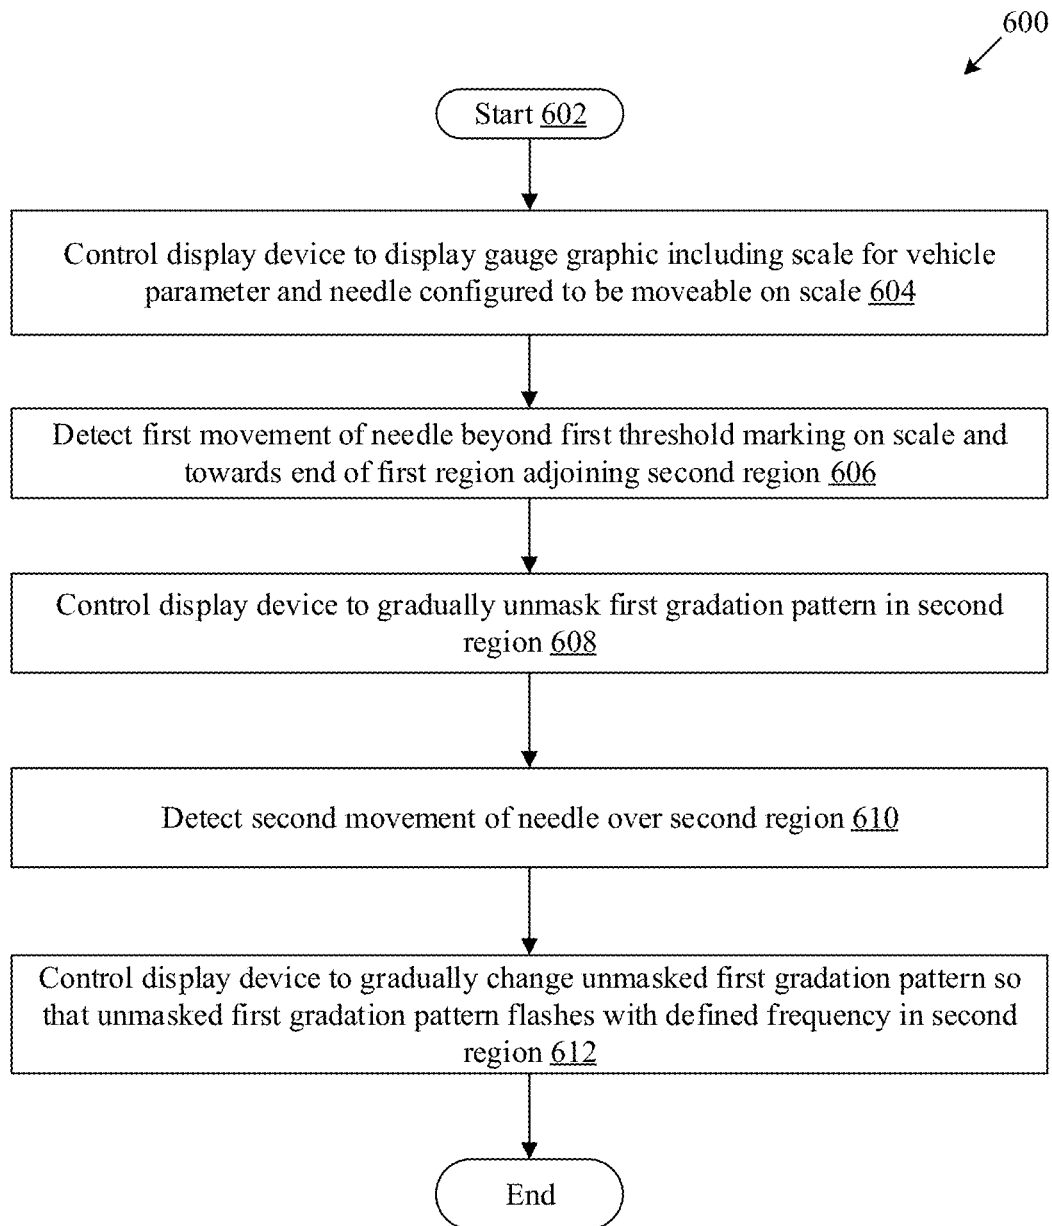 600
Start 602
Control display device to display gauge graphic including scale for vehicle
parameter and needle configured to be moveable on scale 604
Detect first movement of needle beyond first threshold marking on scale and
towards end of first region adjoining second region 606
Control display device to gradually unmask first gradation pattern in second
region 608
Detect second movement of needle over second region 610
Control display device to gradually change unmasked first gradation pattern so
that unmasked first gradation pattern flashes with defined frequency in second
region 612
End